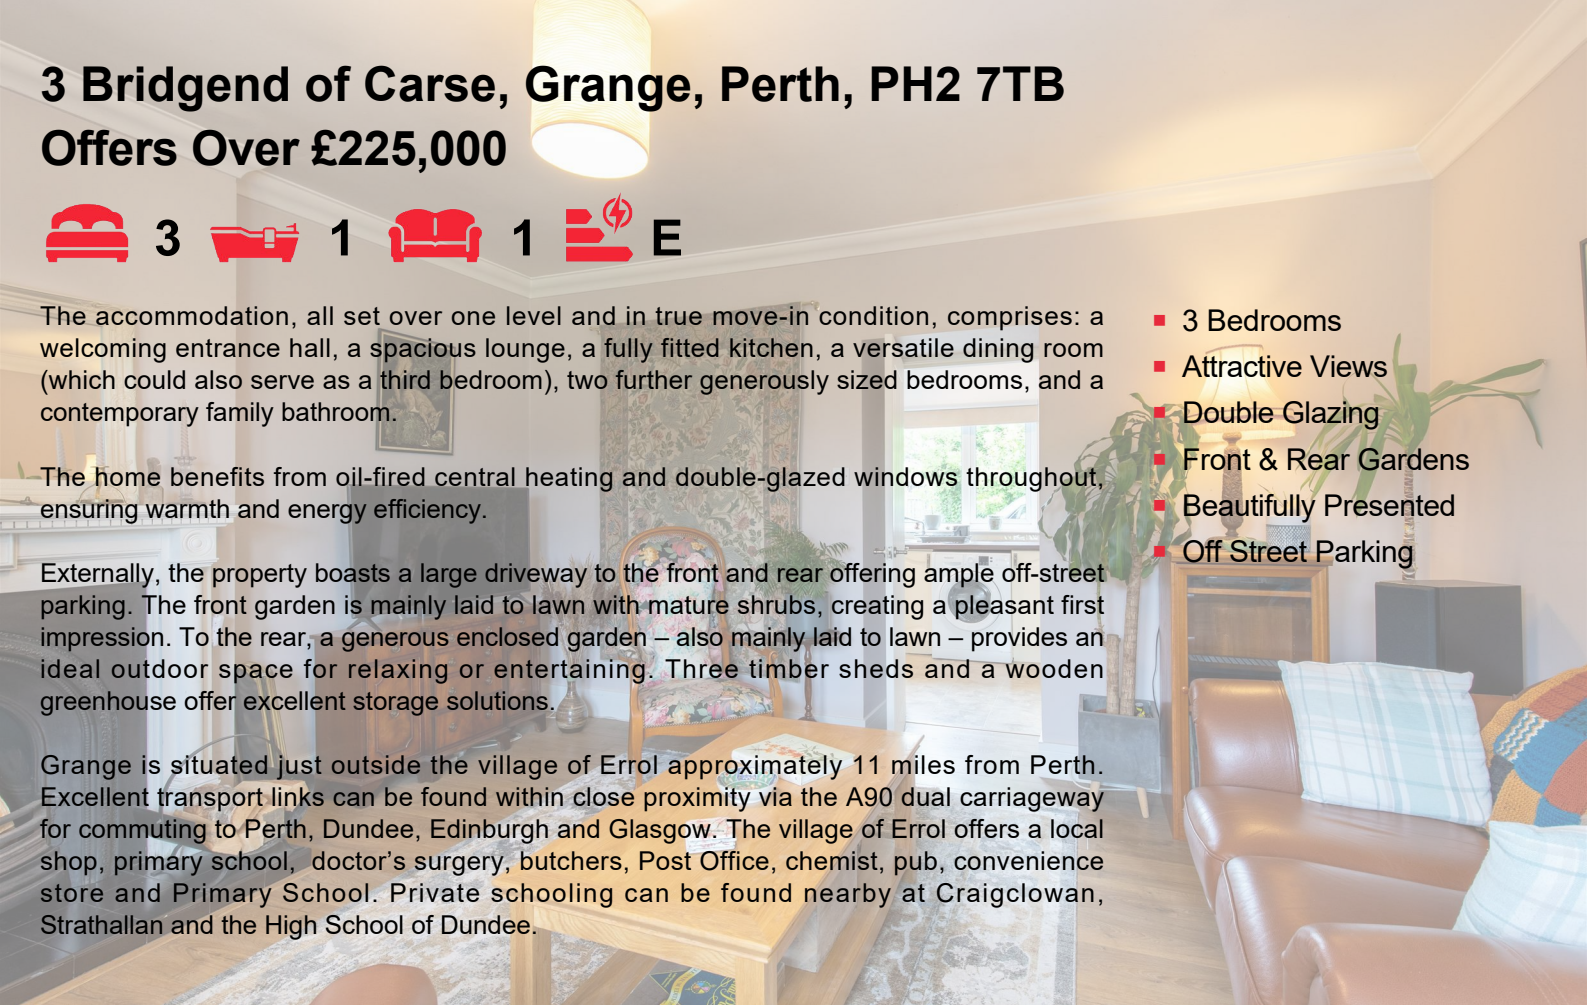 3 Bridgend of Carse, Grange, Perth, PH2 7TB
Offers Over £225,000
3 1 1 E
The accommodation, all set over one level and in true move-in condition, comprises: a
welcoming entrance hall, a spacious lounge, a fully fitted kitchen, a versatile dining room
(which could also serve as a third bedroom), two further generously sized bedrooms, and a
contemporary family bathroom.
The home benefits from oil-fired central heating and double-glazed windows throughout,
ensuring warmth and energy efficiency.
Externally, the property boasts a large driveway to the front and rear offering ample off-street
parking. The front garden is mainly laid to lawn with mature shrubs, creating a pleasant first
impression. To the rear, a generous enclosed garden – also mainly laid to lawn – provides an
ideal outdoor space for relaxing or entertaining. Three timber sheds and a wooden
greenhouse offer excellent storage solutions.
Grange is situated just outside the village of Errol approximately 11 miles from Perth.
Excellent transport links can be found within close proximity via the A90 dual carriageway
for commuting to Perth, Dundee, Edinburgh and Glasgow. The village of Errol offers a local
shop, primary school, doctor’s surgery, butchers, Post Office, chemist, pub, convenience
store and Primary School. Private schooling can be found nearby at Craigclowan,
Strathallan and the High School of Dundee.
3 Bedrooms
Attractive Views
Double Glazing
Front & Rear Gardens
Beautifully Presented
Off Street Parking